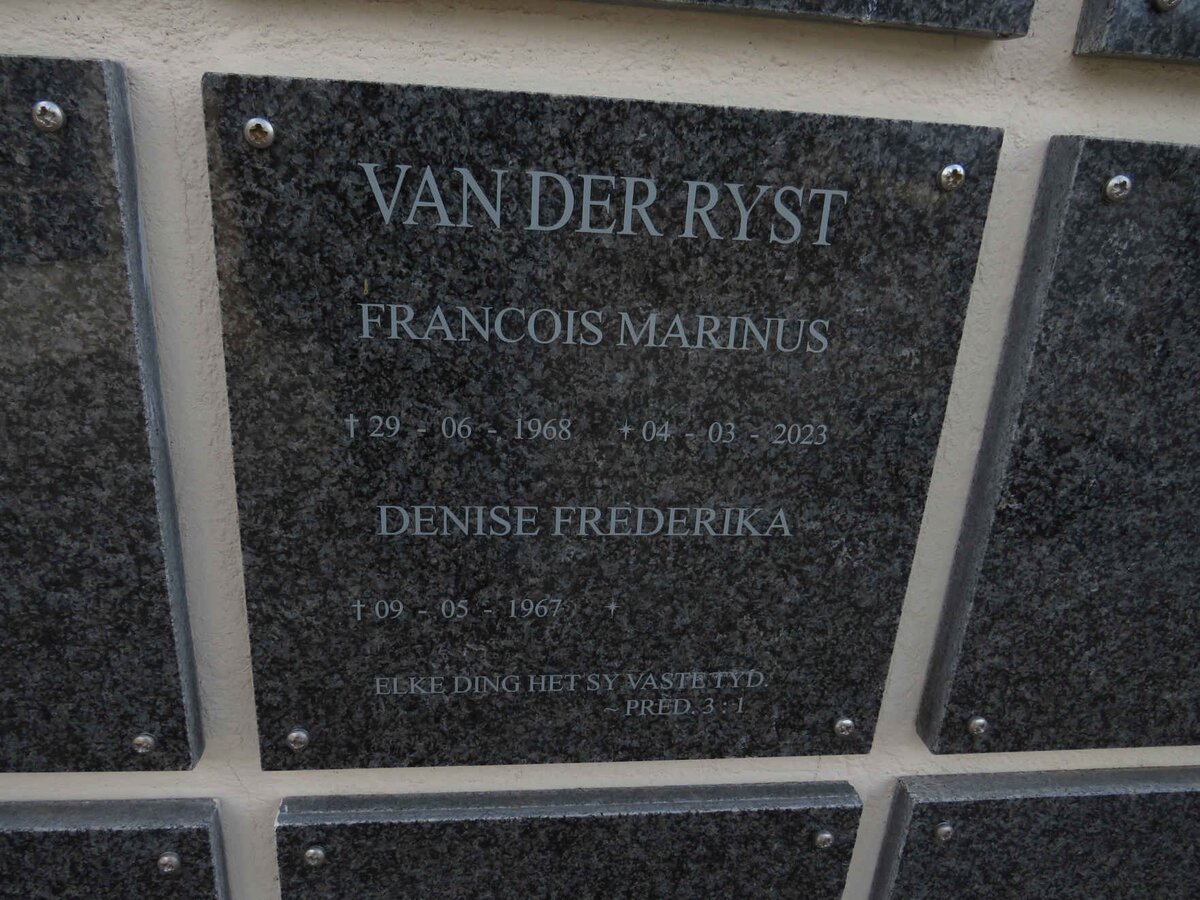 VAN DER RYST
FRANCOIS MARINUS
† 29 - 06 - 1968 ✦ 04 - 03 - 2023
DENISE FREDERIKA
† 09 - 05 - 1967 ✦
ELKE DING HET SY VASTE TYD.
~ PRED. 3 : 1